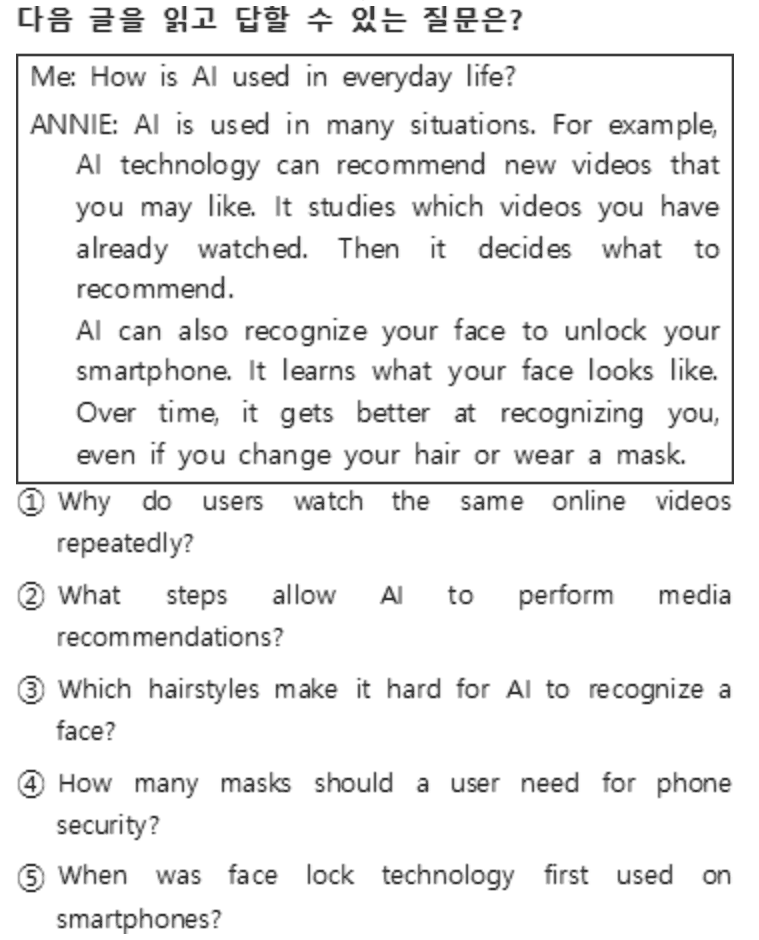 다음 글을 읽고 답할 수 있는 질문은?
Me: How is AI used in everyday life?
ANNIE: AI is used in many situations. For example,
AI technology can recommend new videos that
you may like. It studies which videos you have
already watched. Then it decides what to
recommend.
AI can also recognize your face to unlock your
smartphone. It learns what your face looks like.
Over time, it gets better at recognizing you,
even if you change your hair or wear a mask.
① Why do users watch the same online videos
repeatedly?
② What steps allow AI to perform media
recommendations?
③ Which hairstyles make it hard for AI to recognize a
face?
④ How many masks should a user need for phone
security?
⑤ When was face lock technology first used on
smartphones?